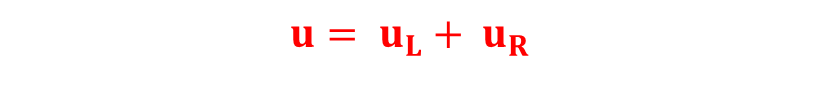 u = u_L + u_R